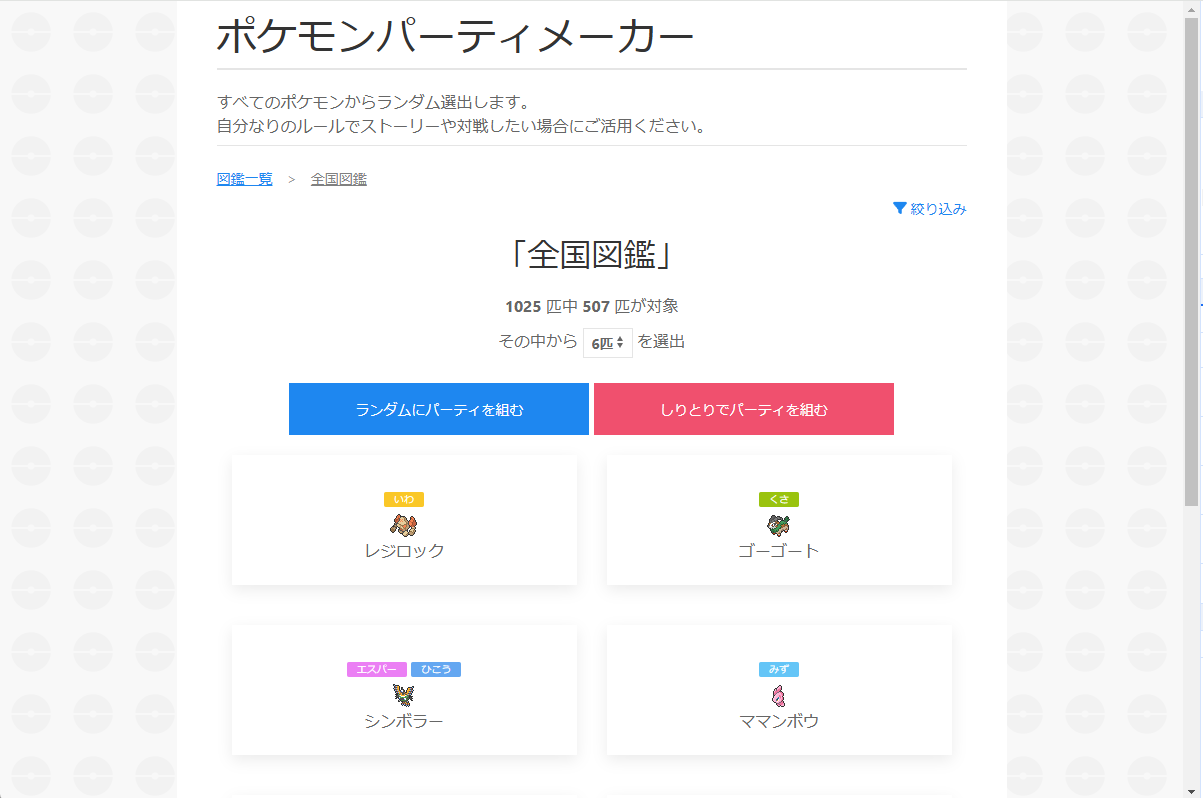 ポケモンパーティメーカー
すべてのポケモンからランダム選出します。
自分なりのルールでストーリーや対戦したい場合にご活用ください。
図鑑一覧 > 全国図鑑
絞り込み
「全国図鑑」
1025 匹中 507 匹が対象
その中から 6匹 を選出
ランダムにパーティを組む しりとりでパーティを組む
いわ
レジロック
くさ
ゴーゴート
エスパー ひこう
シンボラー
みず
ママンボウ